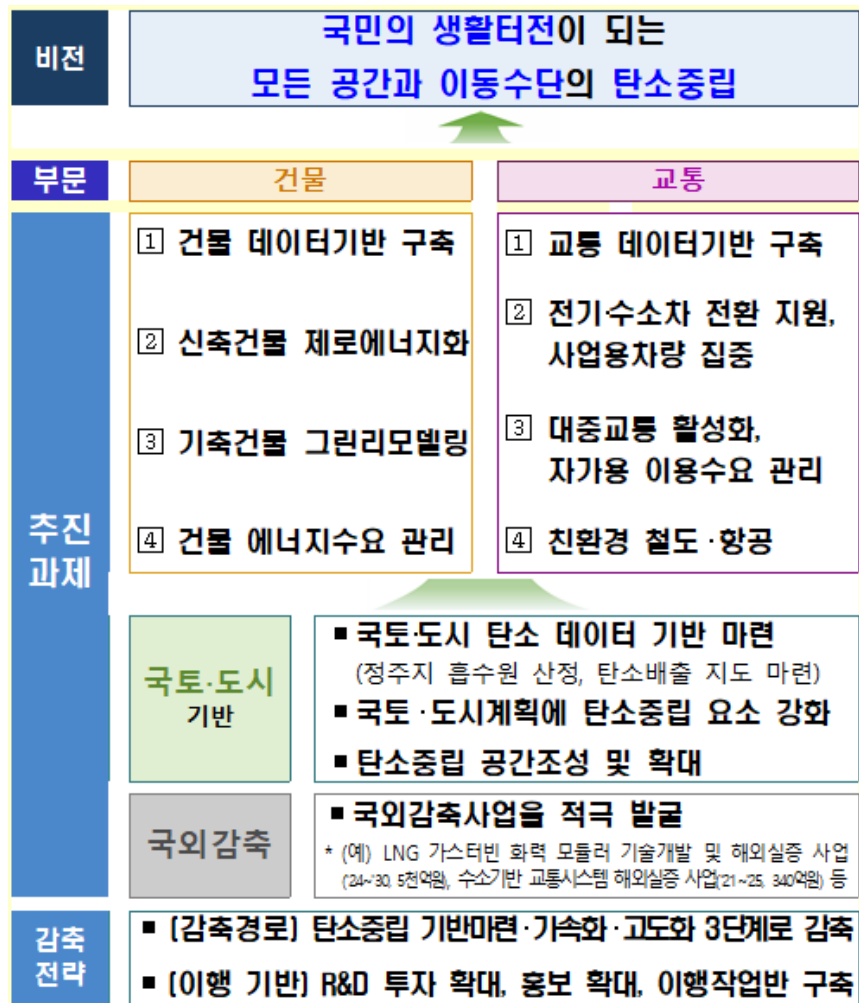 비전
국민의 생활터전이 되는
모든 공간과 이동수단의 탄소중립
부문
건물
교통
추진
과제
1 건물 데이터기반 구축
2 신축건물 제로에너지화
3 기축건물 그린리모델링
4 건물 에너지수요 관리
1 교통 데이터기반 구축
2 전기·수소차 전환 지원,
사업용차량 집중
3 대중교통 활성화,
자가용 이용수요 관리
4 친환경 철도·항공
국토·도시
기반
■ 국토·도시 탄소 데이터 기반 마련
(정주지 흡수원 산정, 탄소배출 지도 마련)
■ 국토·도시계획에 탄소중립 요소 강화
■ 탄소중립 공간조성 및 확대
국외감축
■ 국외감축사업을 적극 발굴
* (예) LNG 가스터빈 화력 모듈러 기술개발 및 해외실증 사업
('24~'30, 5천억원), 수소기반 교통시스템 해외실증 사업('21~'25, 340억원) 등
감축
전략
■ (감축경로) 탄소중립 기반마련·가속화·고도화 3단계로 감축
■ (이행 기반) R&D 투자 확대, 홍보 확대, 이행작업반 구축